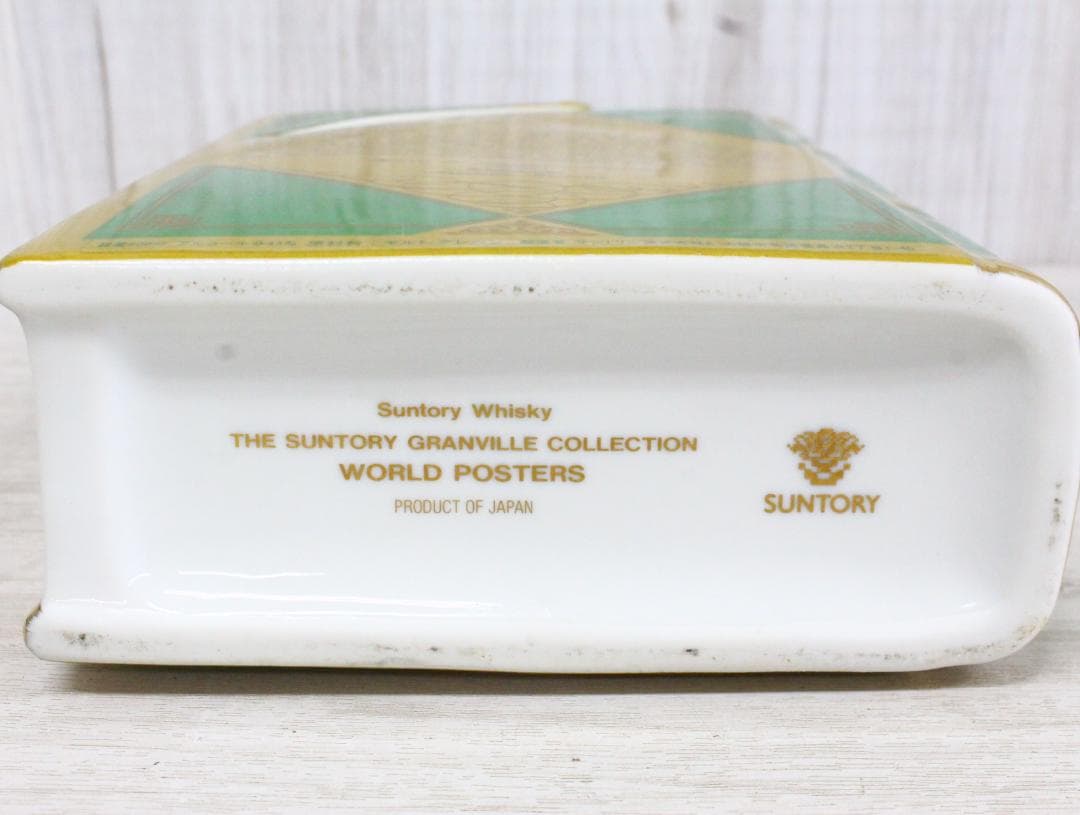 Suntory Whisky
THE SUNTORY GRANVILLE COLLECTION
WORLD POSTERS
PRODUCT OF JAPAN
SUNTORY